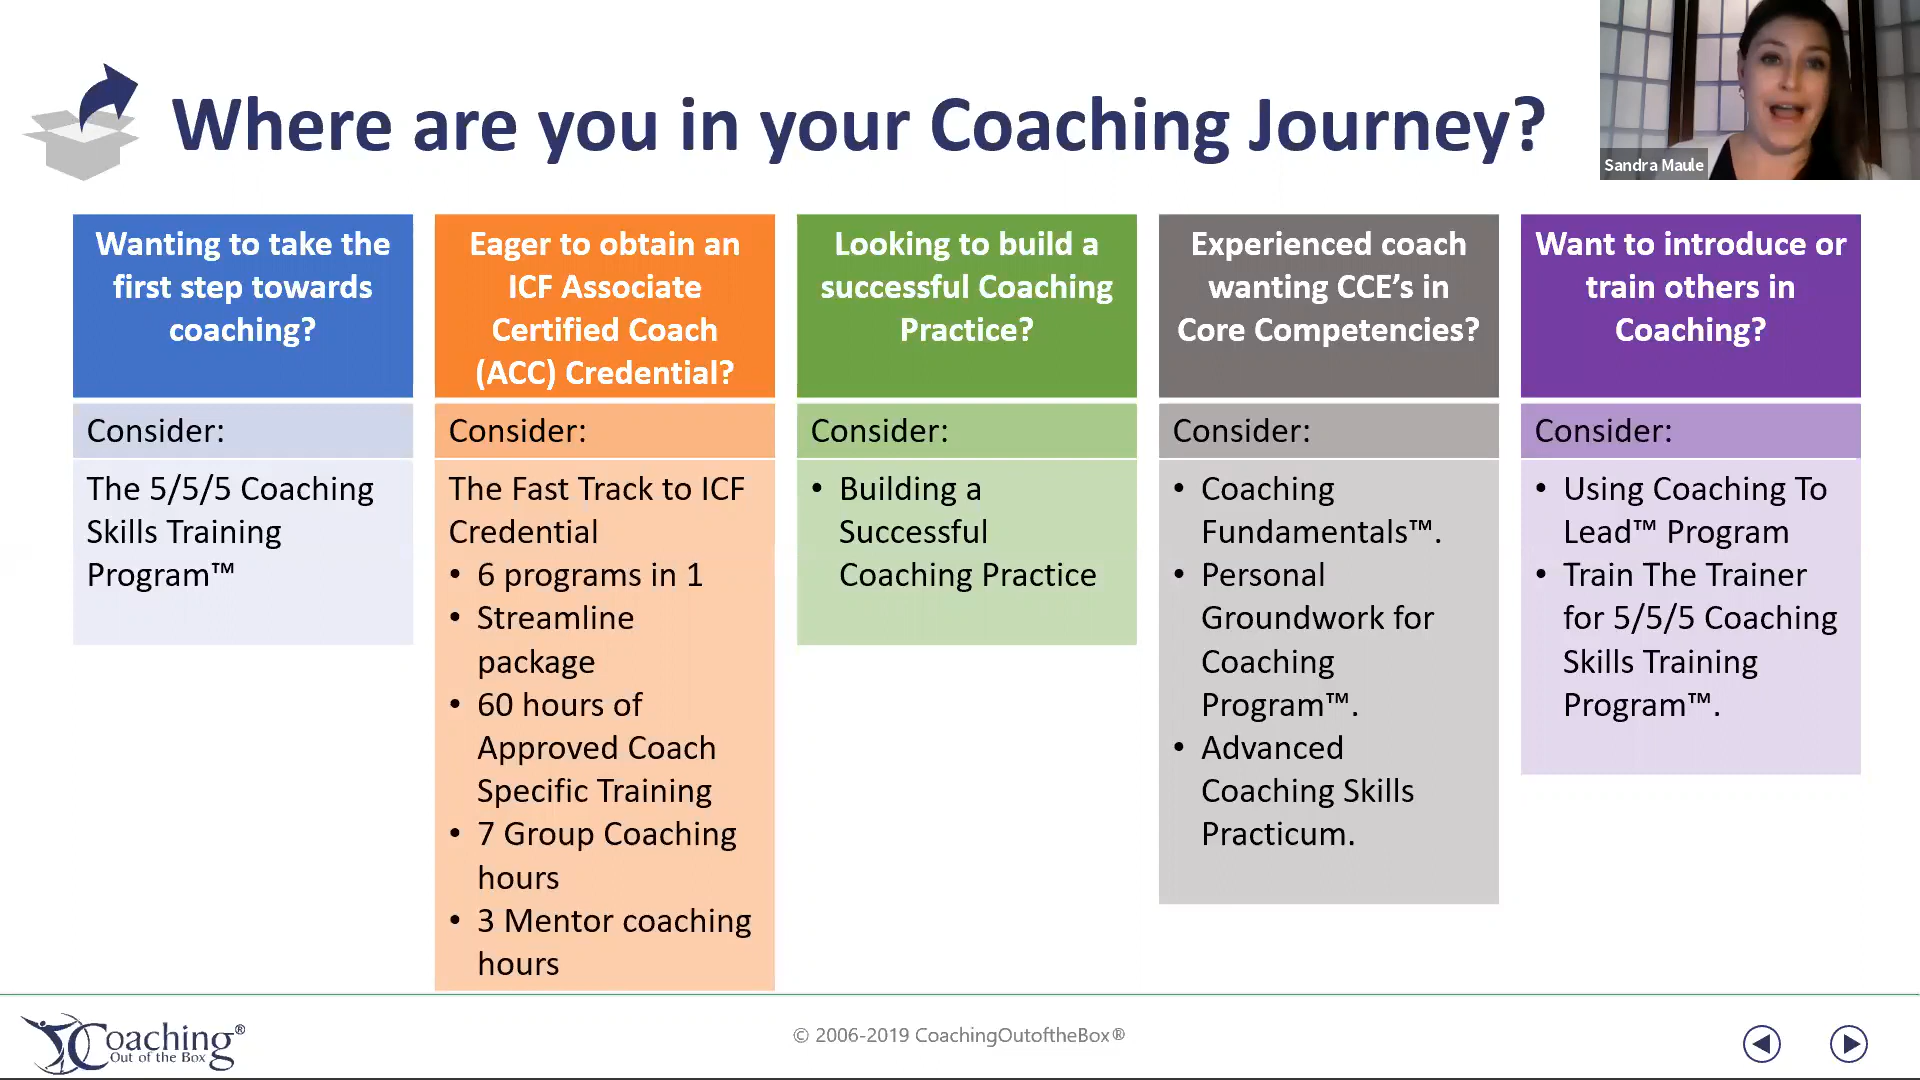 Where are you in your Coaching Journey?
Sandra Maule
Wanting to take the
first step towards
coaching?
Consider:
The 5/5/5 Coaching
Skills Training
Program™
Eager to obtain an
ICF Associate
Certified Coach
(ACC) Credential?
Consider:
The Fast Track to ICF
Credential
• 6 programs in 1
• Streamline
package
• 60 hours of
Approved Coach
Specific Training
• 7 Group Coaching
hours
• 3 Mentor coaching
hours
Looking to build a
successful Coaching
Practice?
Consider:
• Building a
Successful
Coaching Practice
Experienced coach
wanting CCE’s in
Core Competencies?
Consider:
• Coaching
Fundamentals™.
• Personal
Groundwork for
Coaching
Program™.
• Advanced
Coaching Skills
Practicum.
Want to introduce or
train others in
Coaching?
Consider:
• Using Coaching To
Lead™ Program
• Train The Trainer
for 5/5/5 Coaching
Skills Training
Program™.
Coaching®
Out of the Box
© 2006-2019 CoachingOutoftheBox®